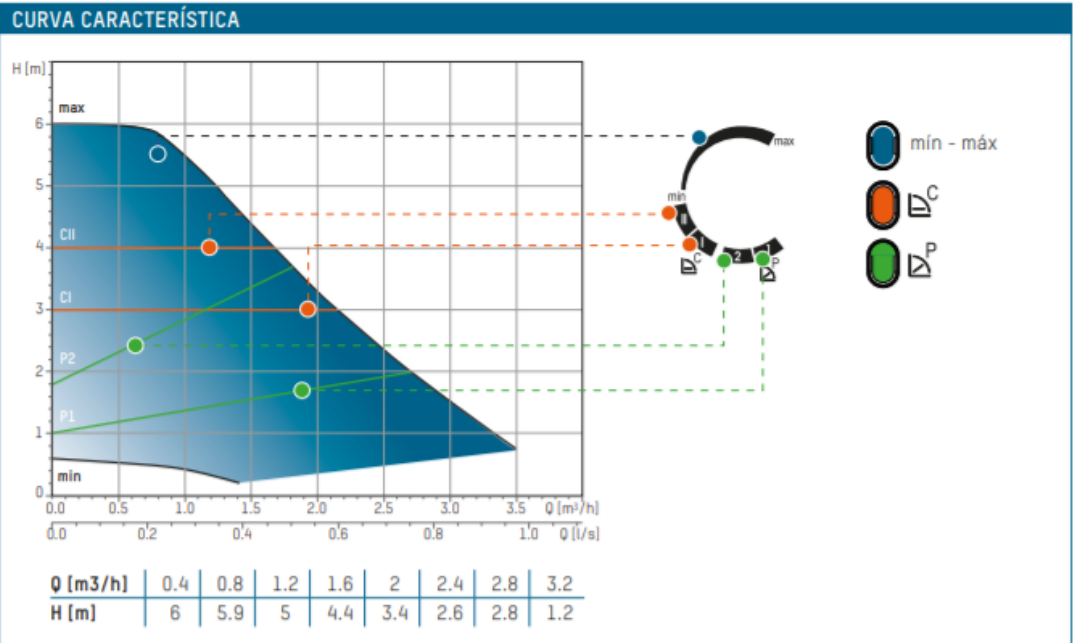 CURVA CARACTERÍSTICA
H [m]
max
6
5
CII
4
CI
3
P2
2
P1
1
min
0
0.0 0.5 1.0 1.5 2.0 2.5 3.0 3.5 Q [m³/h]
0.0 0.2 0.4 0.6 0.8 1.0 Q [l/s]
max
min
II
I
C
2
1
P
mín - máx
C
P
Q [m3/h] 0.4 0.8 1.2 1.6 2 2.4 2.8 3.2
H [m] 6 5.9 5 4.4 3.4 2.6 2.8 1.2